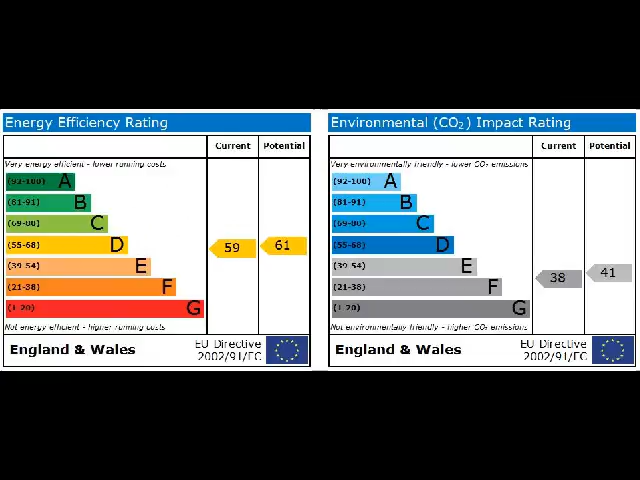 Energy Efficiency Rating
Current Potential
Very energy efficient - lower running costs
(92-100) A
(81-91) B
(69-80) C
(55-68) D
(39-54) E
(21-38) F
(1-20) G
59
61
Not energy efficient - higher running costs
England & Wales
EU Directive
2002/91/EC
Environmental (CO₂) Impact Rating
Current Potential
Very environmentally friendly - lower CO₂ emissions
(92-100) A
(81-91) B
(69-80) C
(55-68) D
(39-54) E
(21-38) F
(1-20) G
38
41
Not environmentally friendly - higher CO₂ emissions
England & Wales
EU Directive
2002/91/EC